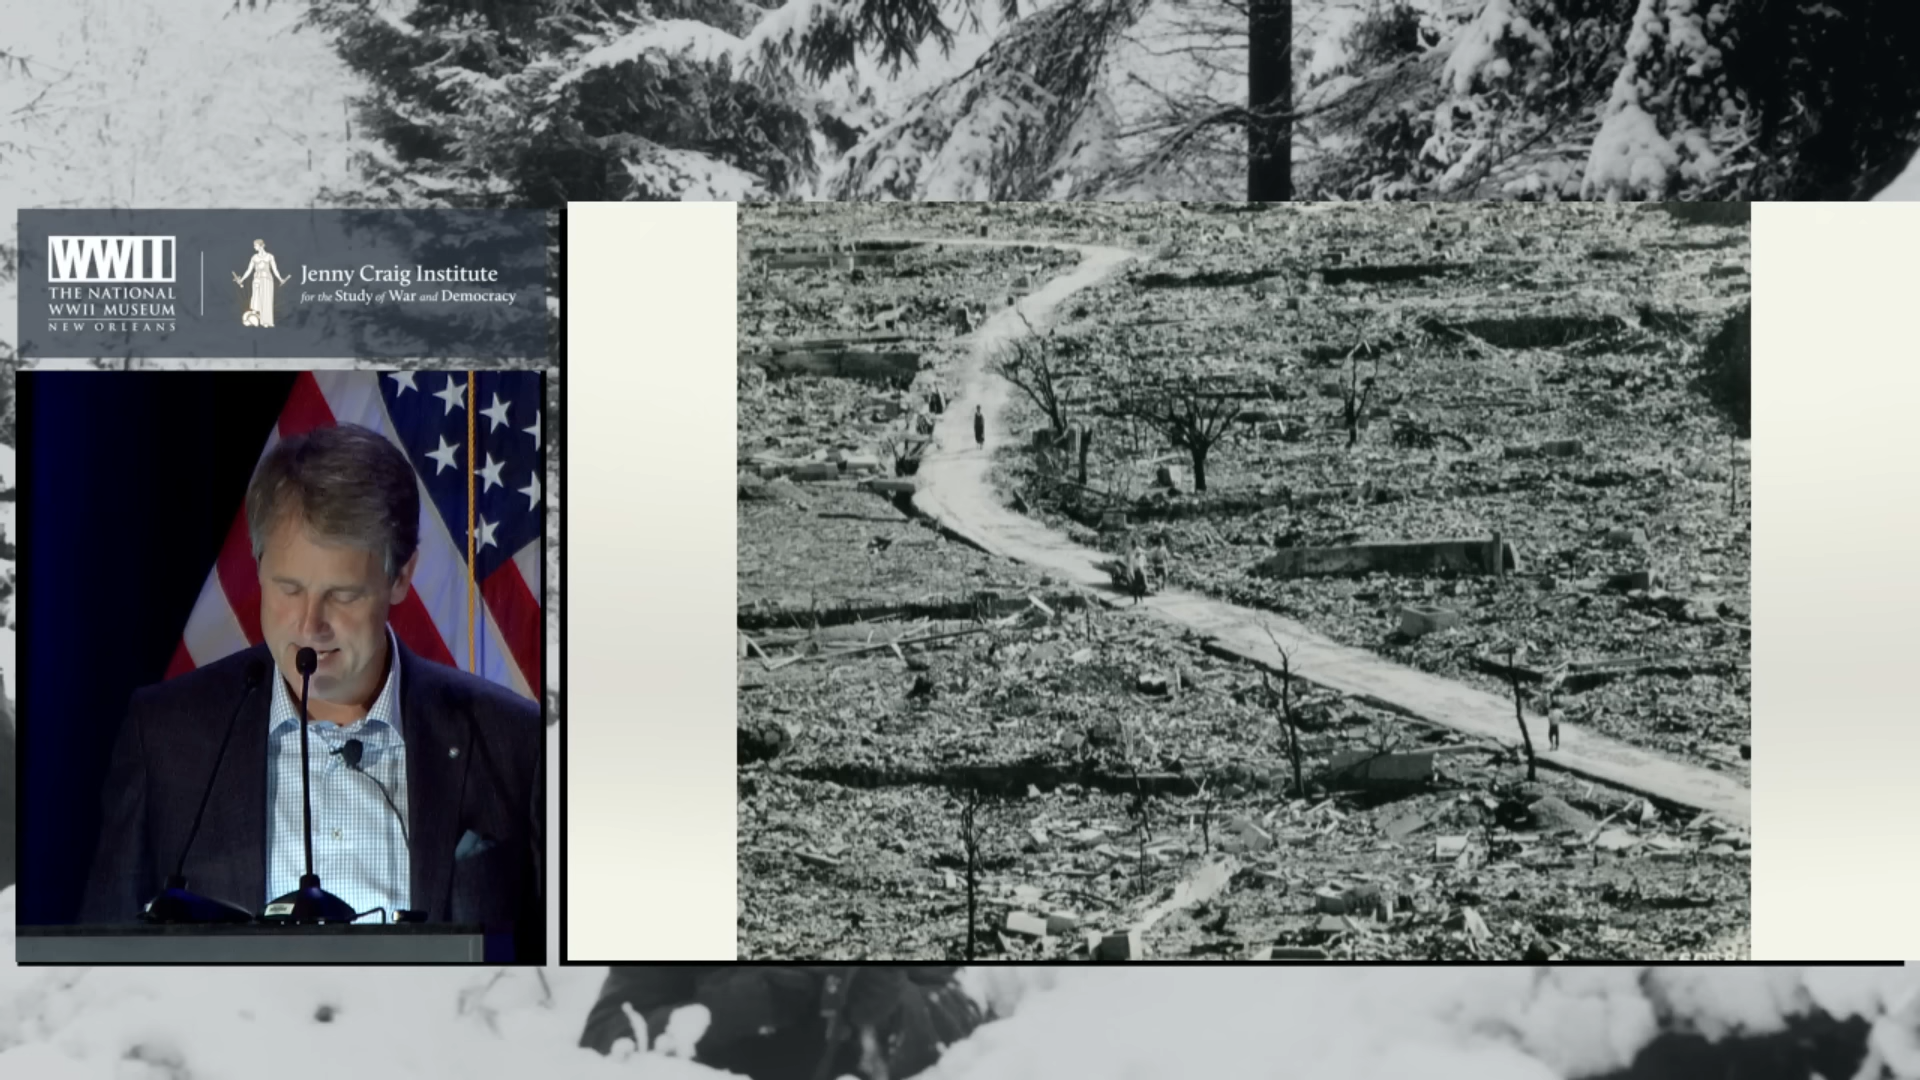 WWII
THE NATIONAL
WWII MUSEUM
NEW ORLEANS
Jenny Craig Institute
for the Study of War and Democracy